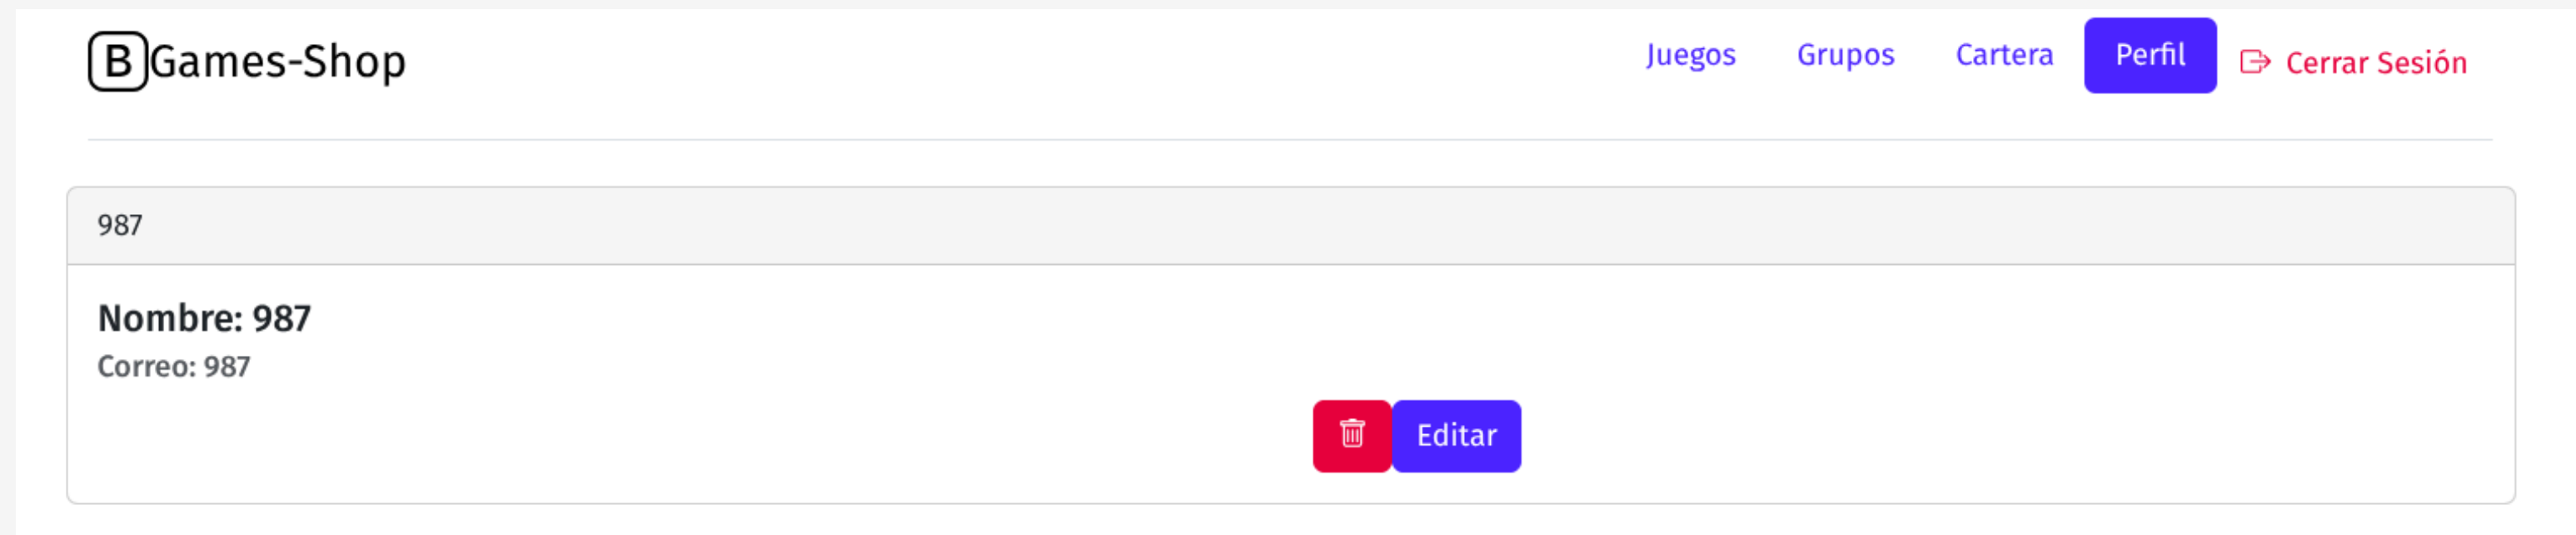 B Games-Shop
Juegos Grupos Cartera Perfil Cerrar Sesión
987
Nombre: 987
Correo: 987
Editar